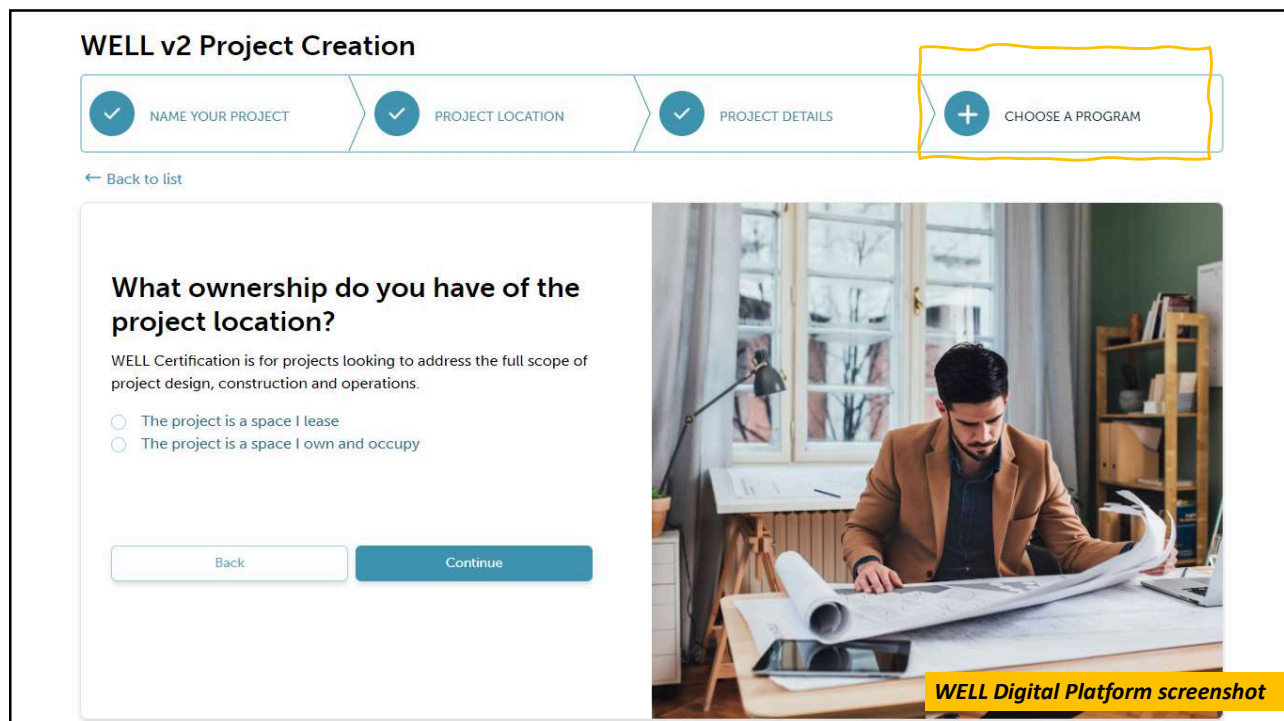 WELL v2 Project Creation
NAME YOUR PROJECT
PROJECT LOCATION
PROJECT DETAILS
CHOOSE A PROGRAM
← Back to list
What ownership do you have of the
project location?
WELL Certification is for projects looking to address the full scope of
project design, construction and operations.
The project is a space I lease
The project is a space I own and occupy
Back
Continue
WELL Digital Platform screenshot